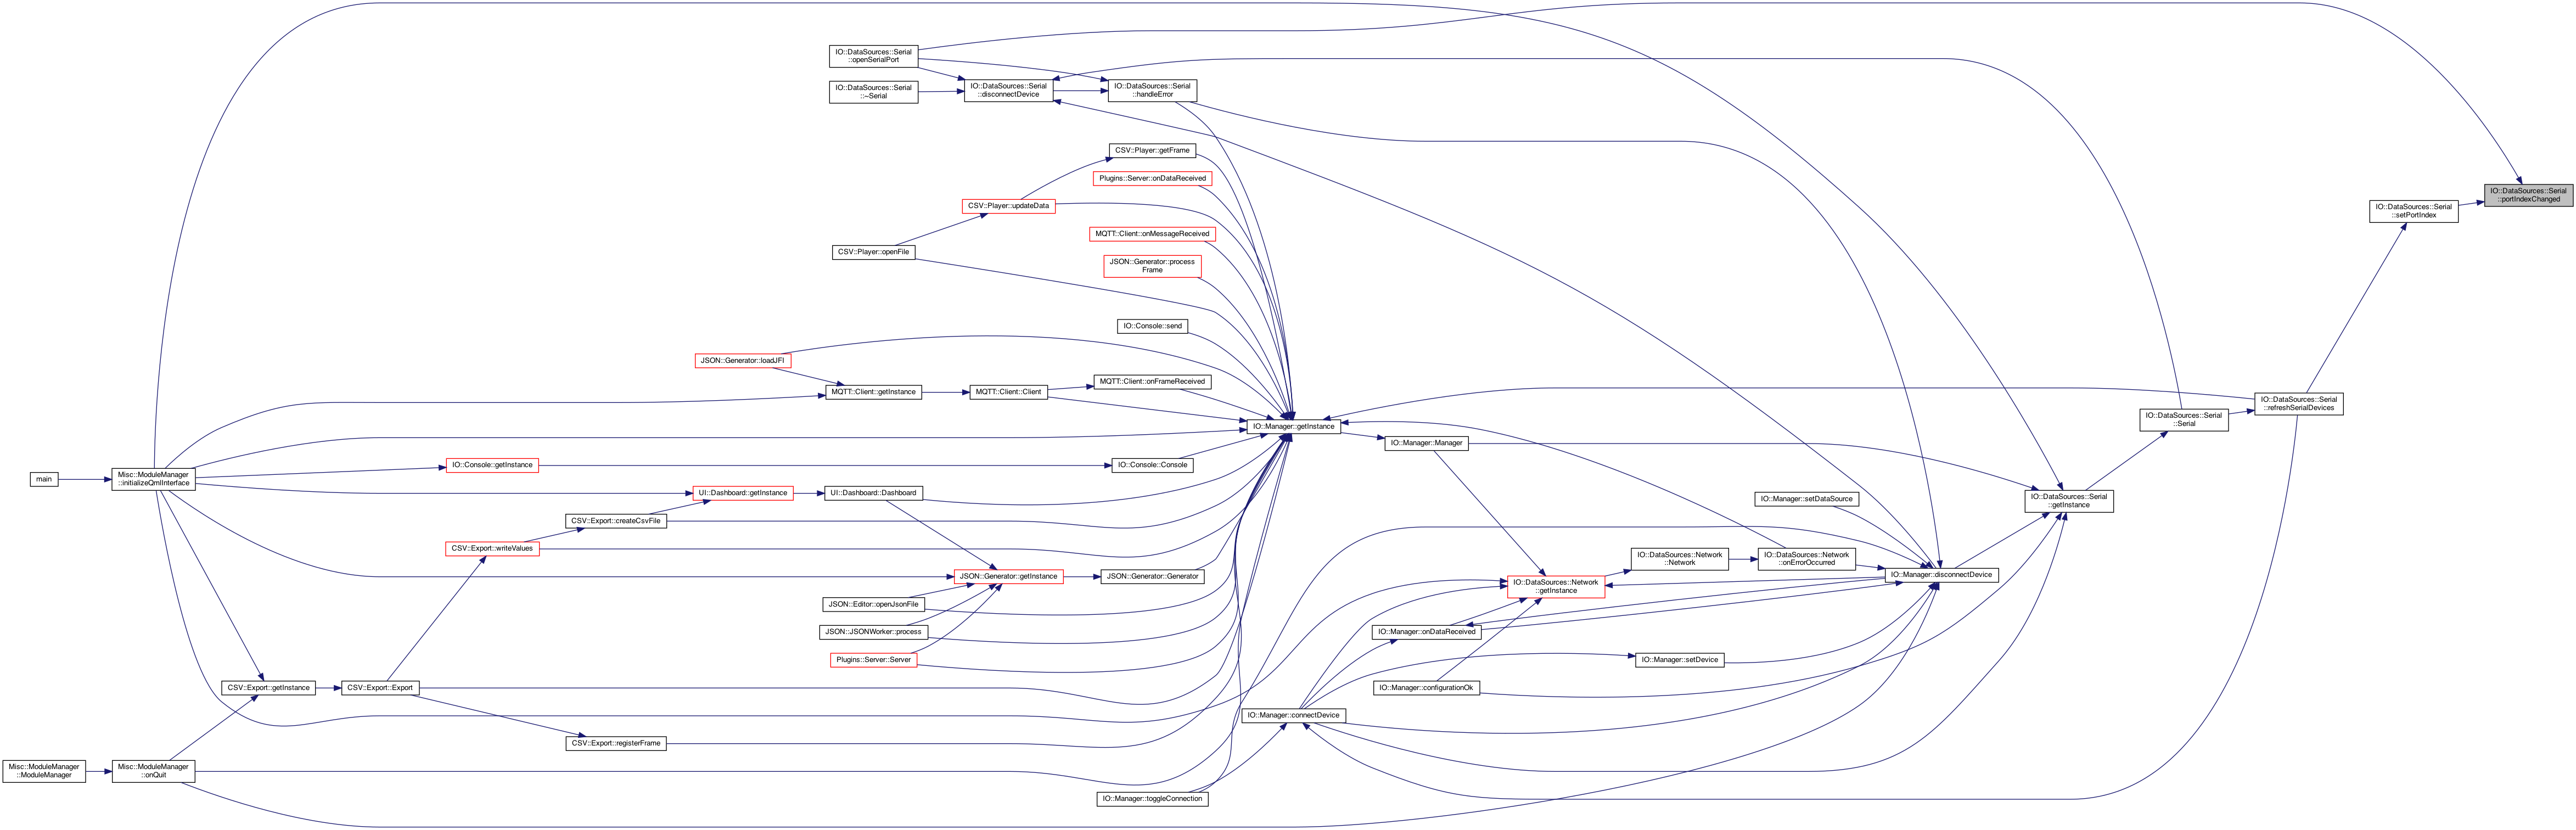 IO::DataSources::Serial
::openSerialPort
IO::DataSources::Serial
::~Serial
IO::DataSources::Serial
::disconnectDevice
IO::DataSources::Serial
::handleError
CSV::Player::getFrame
Plugins::Server::onDataReceived
CSV::Player::updateData
MQTT::Client::onMessageReceived
CSV::Player::openFile
JSON::Generator::process
Frame
IO::Console::send
JSON::Generator::loadJFI
MQTT::Client::getInstance
MQTT::Client::Client
MQTT::Client::onFrameReceived
IO::Manager::getInstance
IO::Manager::Manager
IO::DataSources::Serial
::portIndexChanged
IO::DataSources::Serial
::setPortIndex
IO::DataSources::Serial
::refreshSerialDevices
IO::DataSources::Serial
::Serial
IO::DataSources::Serial
::getInstance
main
Misc::ModuleManager
::initializeQmlInterface
IO::Console::getInstance
IO::Console::Console
UI::Dashboard::getInstance
UI::Dashboard::Dashboard
IO::Manager::setDataSource
CSV::Export::createCsvFile
CSV::Export::writeValues
IO::DataSources::Network
::Network
IO::DataSources::Network
::onErrorOccurred
JSON::Generator::getInstance
JSON::Generator::Generator
IO::DataSources::Network
::getInstance
IO::Manager::disconnectDevice
JSON::Editor::openJsonFile
JSON::JSONWorker::process
IO::Manager::onDataReceived
Plugins::Server::Server
IO::Manager::setDevice
CSV::Export::getInstance
CSV::Export::Export
IO::Manager::configurationOk
IO::Manager::connectDevice
CSV::Export::registerFrame
Misc::ModuleManager
::ModuleManager
Misc::ModuleManager
::onQuit
IO::Manager::toggleConnection